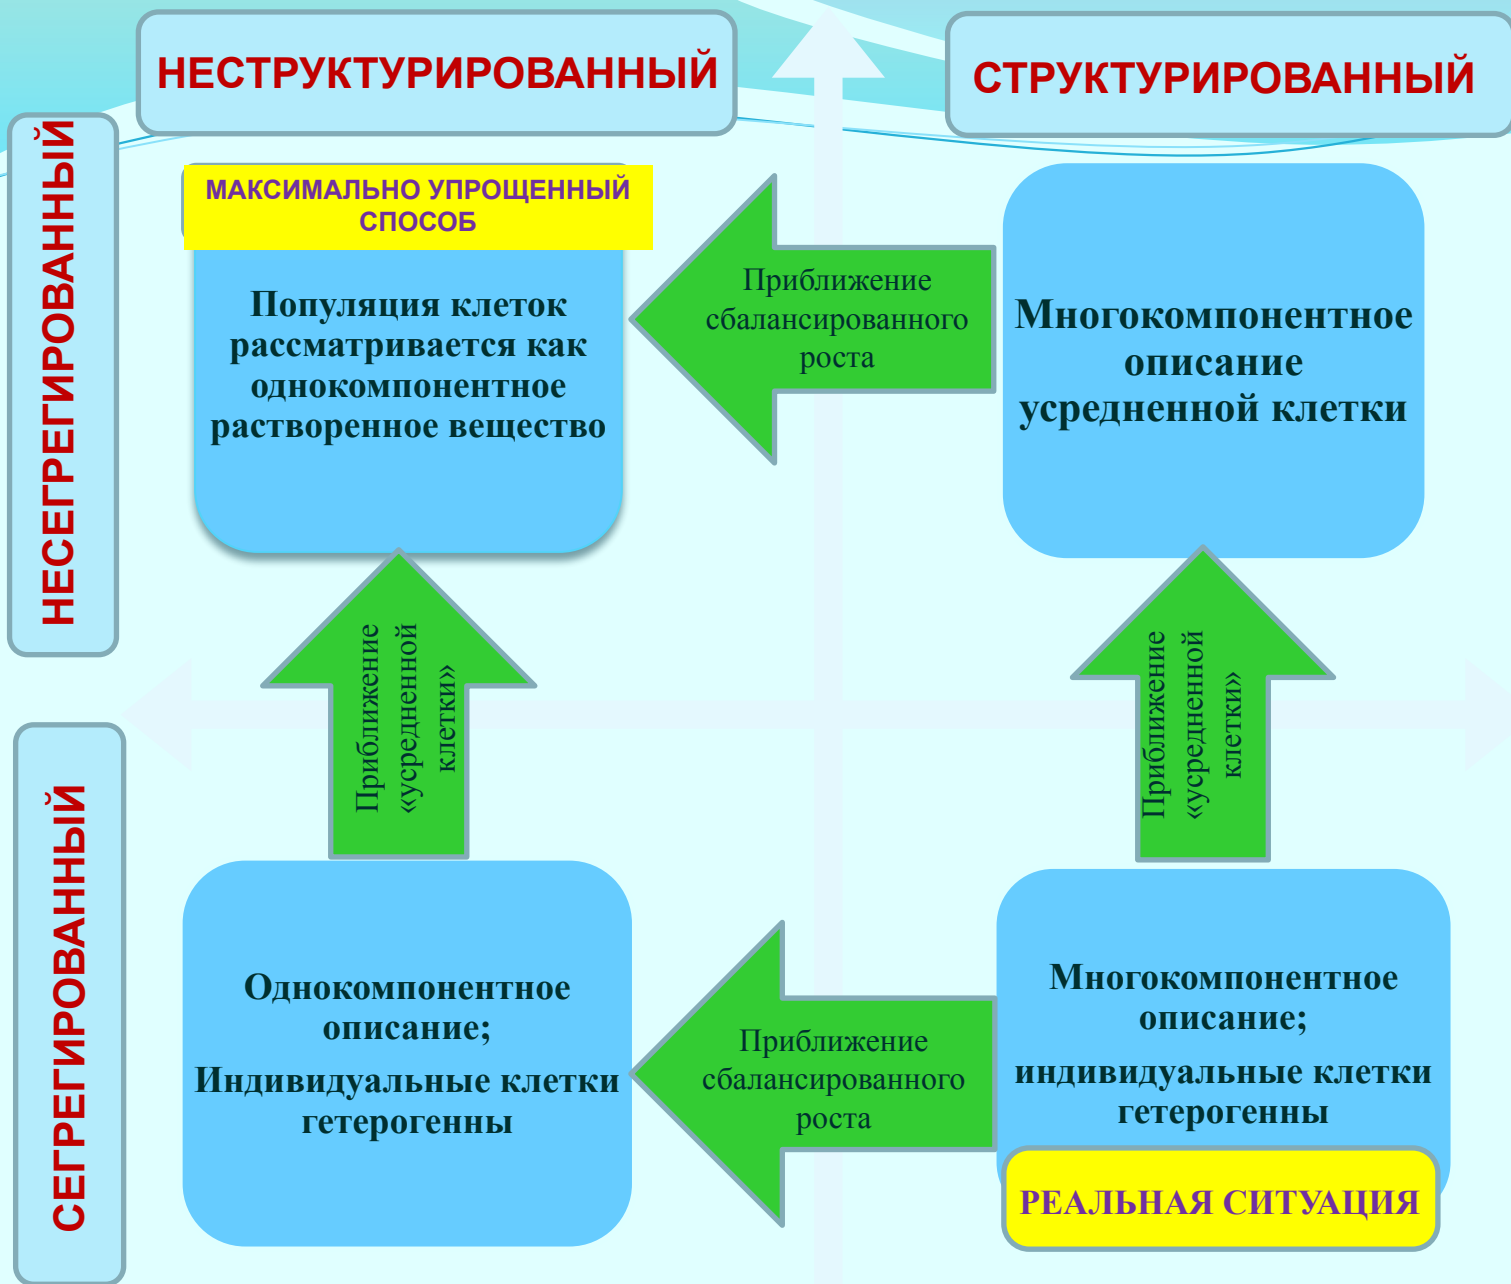 НЕСТРУКТУРИРОВАННЫЙ
СТРУКТУРИРОВАННЫЙ
НЕСЕГРЕГИРОВАННЫЙ
МАКСИМАЛЬНО УПРОЩЕННЫЙ
СПОСОБ
Популяция клеток
рассматривается как
однокомпонентное
растворенное вещество
Приближение
сбалансированного
роста
Многокомпонентное
описание
усредненной клетки
Приближение
«усредненной
клетки»
Приближение
«усредненной
клетки»
СЕГРЕГИРОВАННЫЙ
Однокомпонентное
описание;
Индивидуальные клетки
гетерогенны
Приближение
сбалансированного
роста
Многокомпонентное
описание;
индивидуальные клетки
гетерогенны
РЕАЛЬНАЯ СИТУАЦИЯ